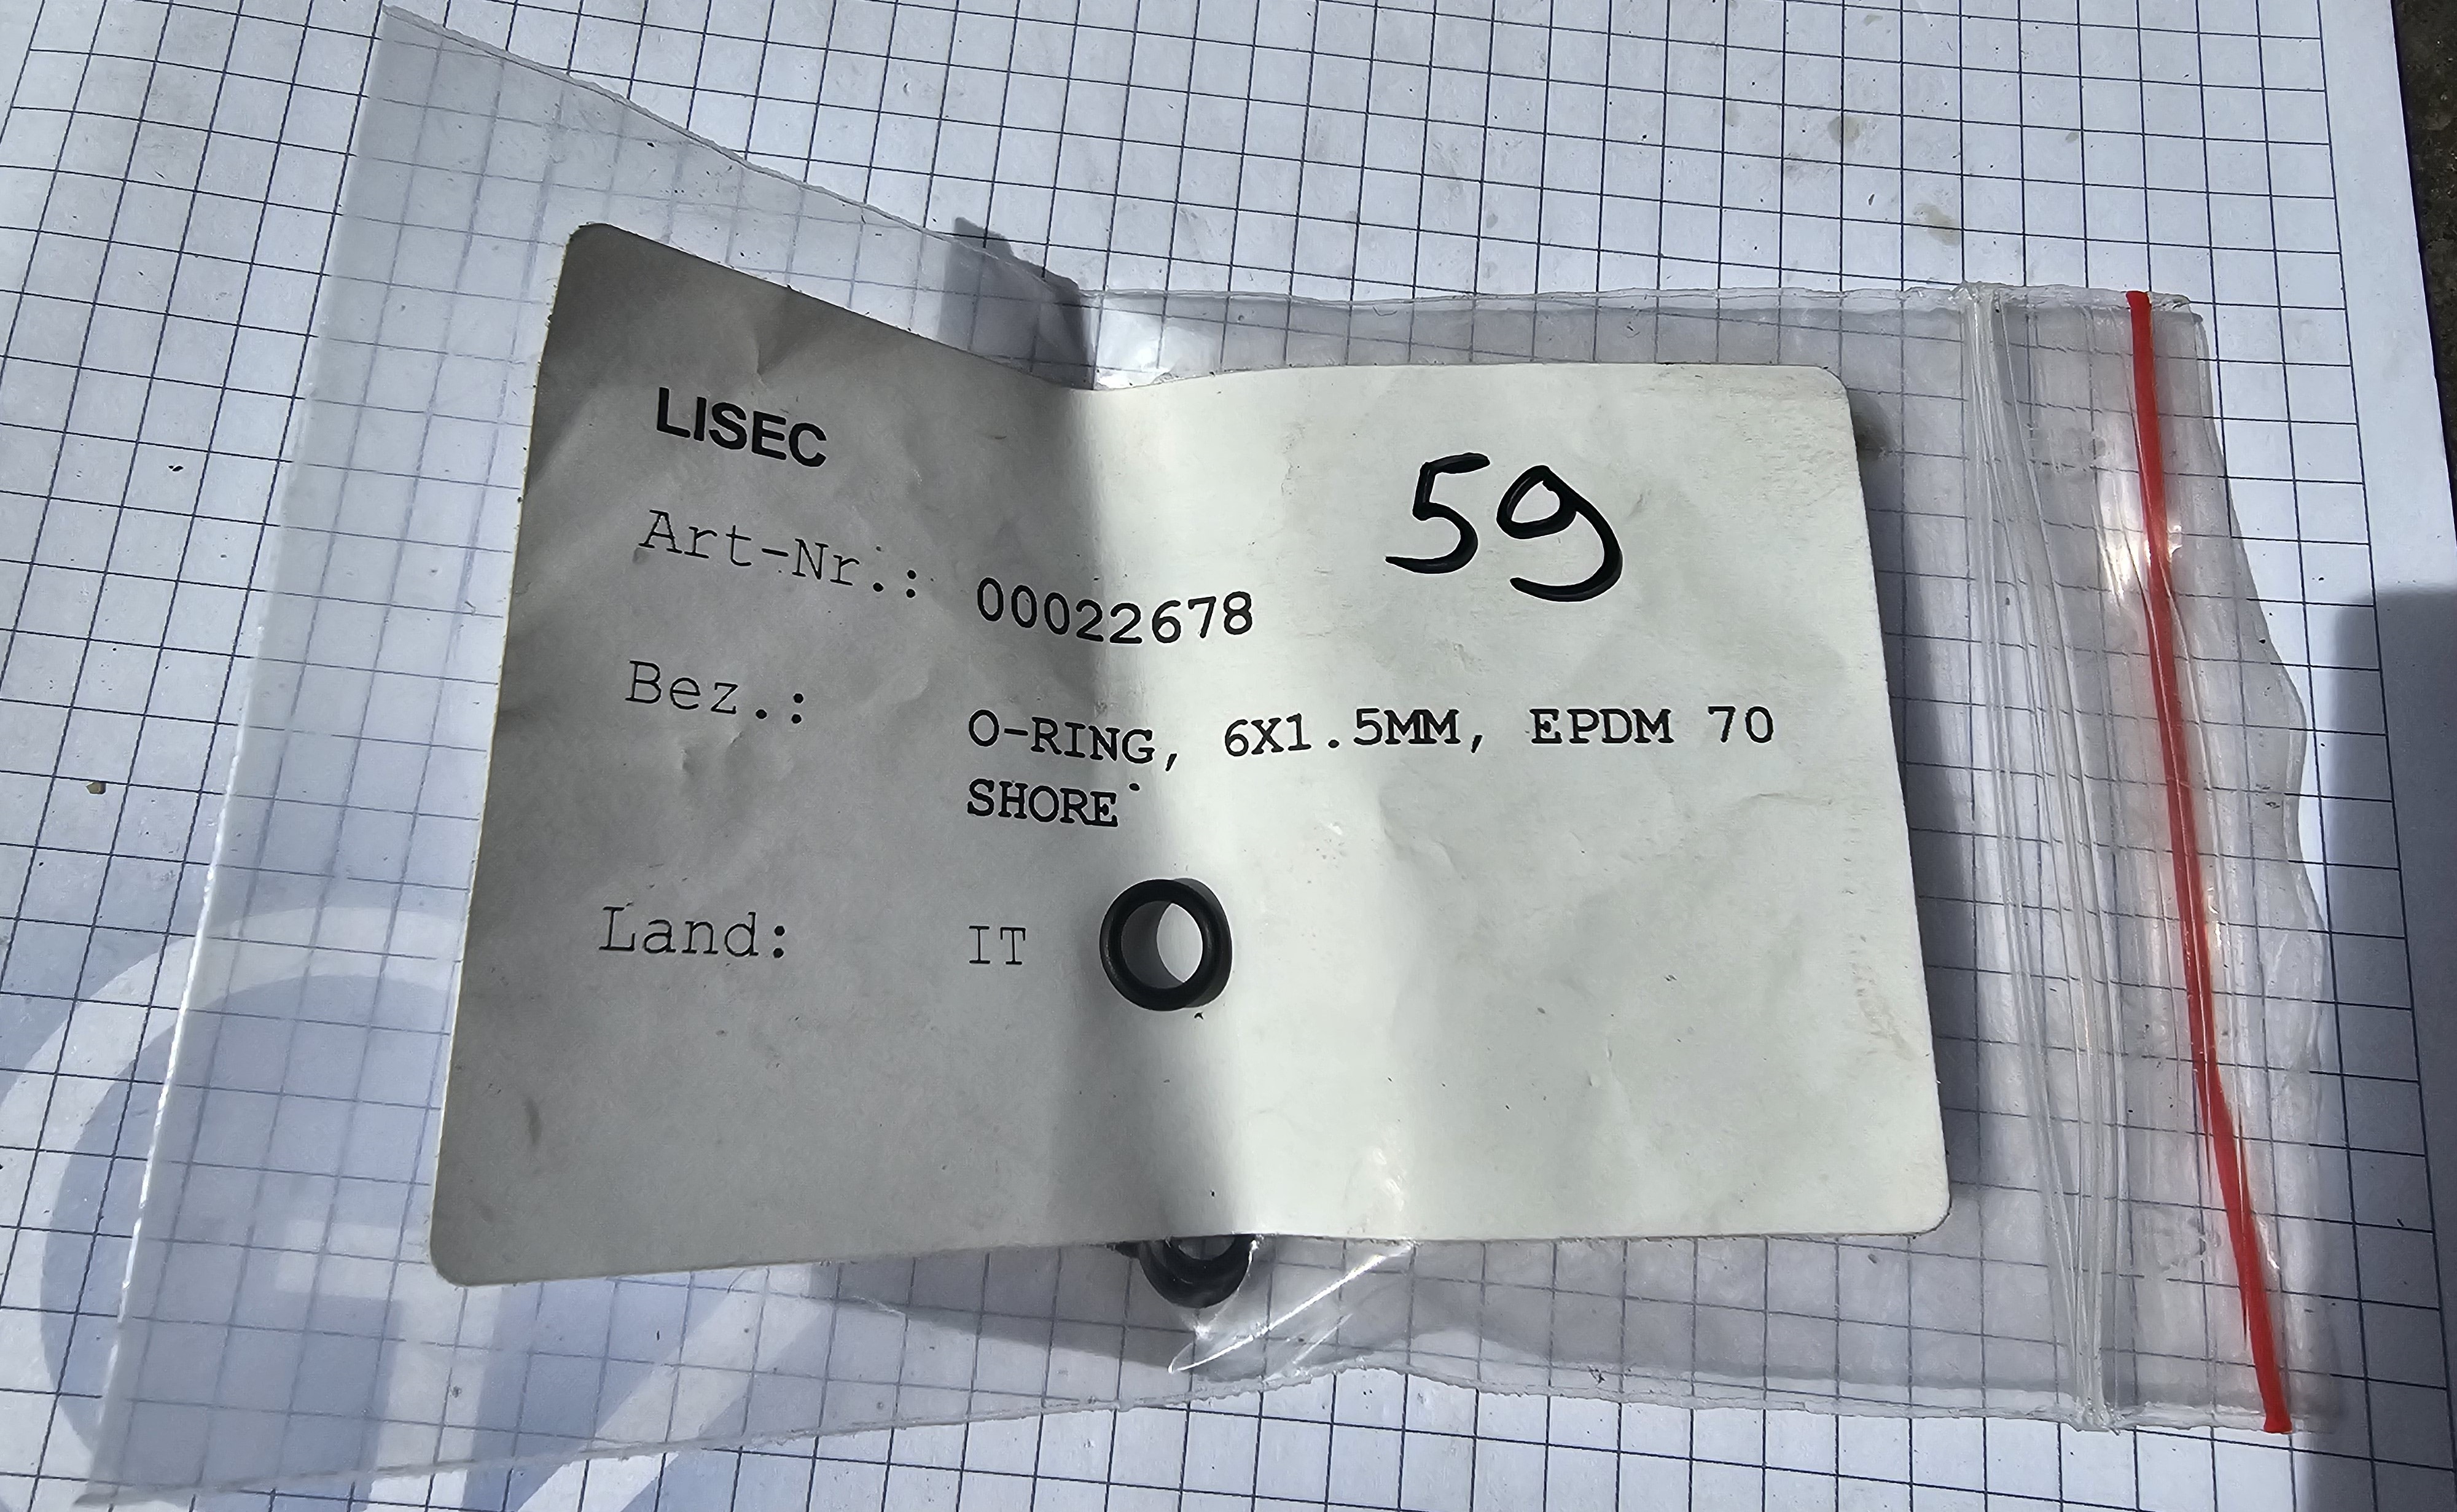 LISEC
59
Art-Nr.: 00022678
Bez.: O-RING, 6X1.5MM, EPDM 70
SHORE
Land: IT